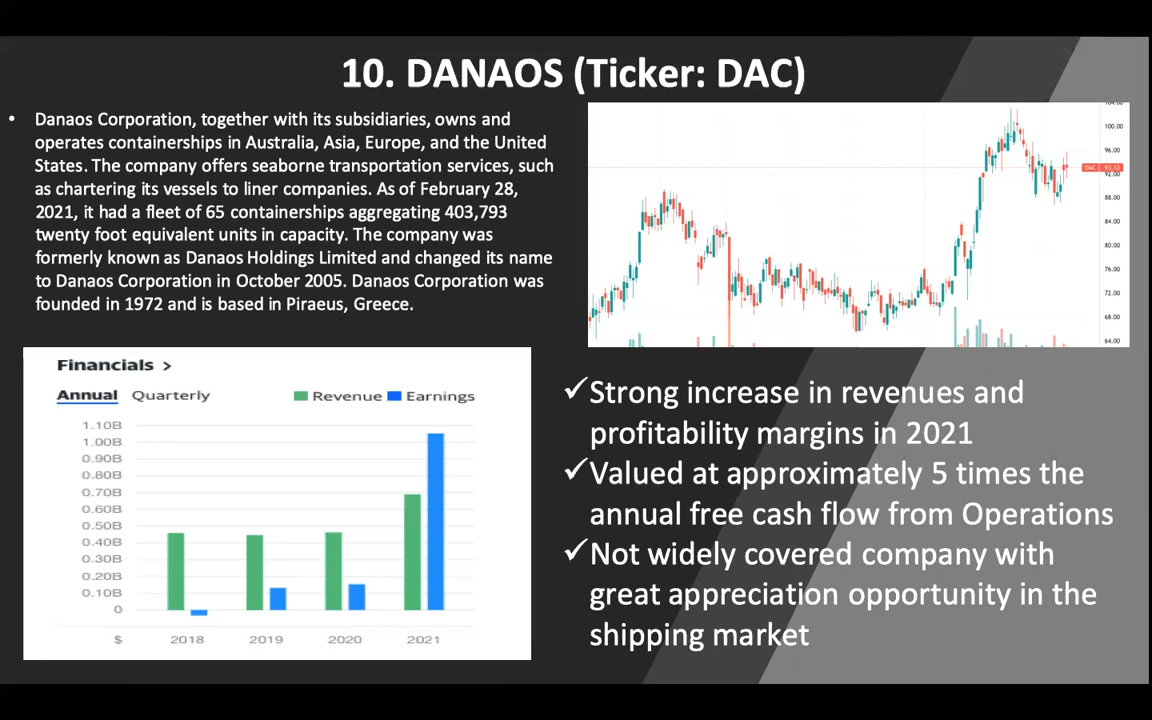 10. DANAOS (Ticker: DAC)
• Danaos Corporation, together with its subsidiaries, owns and
operates containerships in Australia, Asia, Europe, and the United
States. The company offers seaborne transportation services, such
as chartering its vessels to liner companies. As of February 28,
2021, it had a fleet of 65 containerships aggregating 403,793
twenty foot equivalent units in capacity. The company was
formerly known as Danaos Holdings Limited and changed its name
to Danaos Corporation in October 2005. Danaos Corporation was
founded in 1972 and is based in Piraeus, Greece.
104.00
100.00
96.00
DAC 93.12
92.00
88.00
84.00
80.00
76.00
72.00
68.00
64.00
Financials >
Annual Quarterly Revenue Earnings
1.10B
1.00B
0.90B
0.80B
0.70B
0.60B
0.50B
0.40B
0.30B
0.20B
0.10B
0
$ 2018 2019 2020 2021
✓Strong increase in revenues and
profitability margins in 2021
✓Valued at approximately 5 times the
annual free cash flow from Operations
✓Not widely covered company with
great appreciation opportunity in the
shipping market